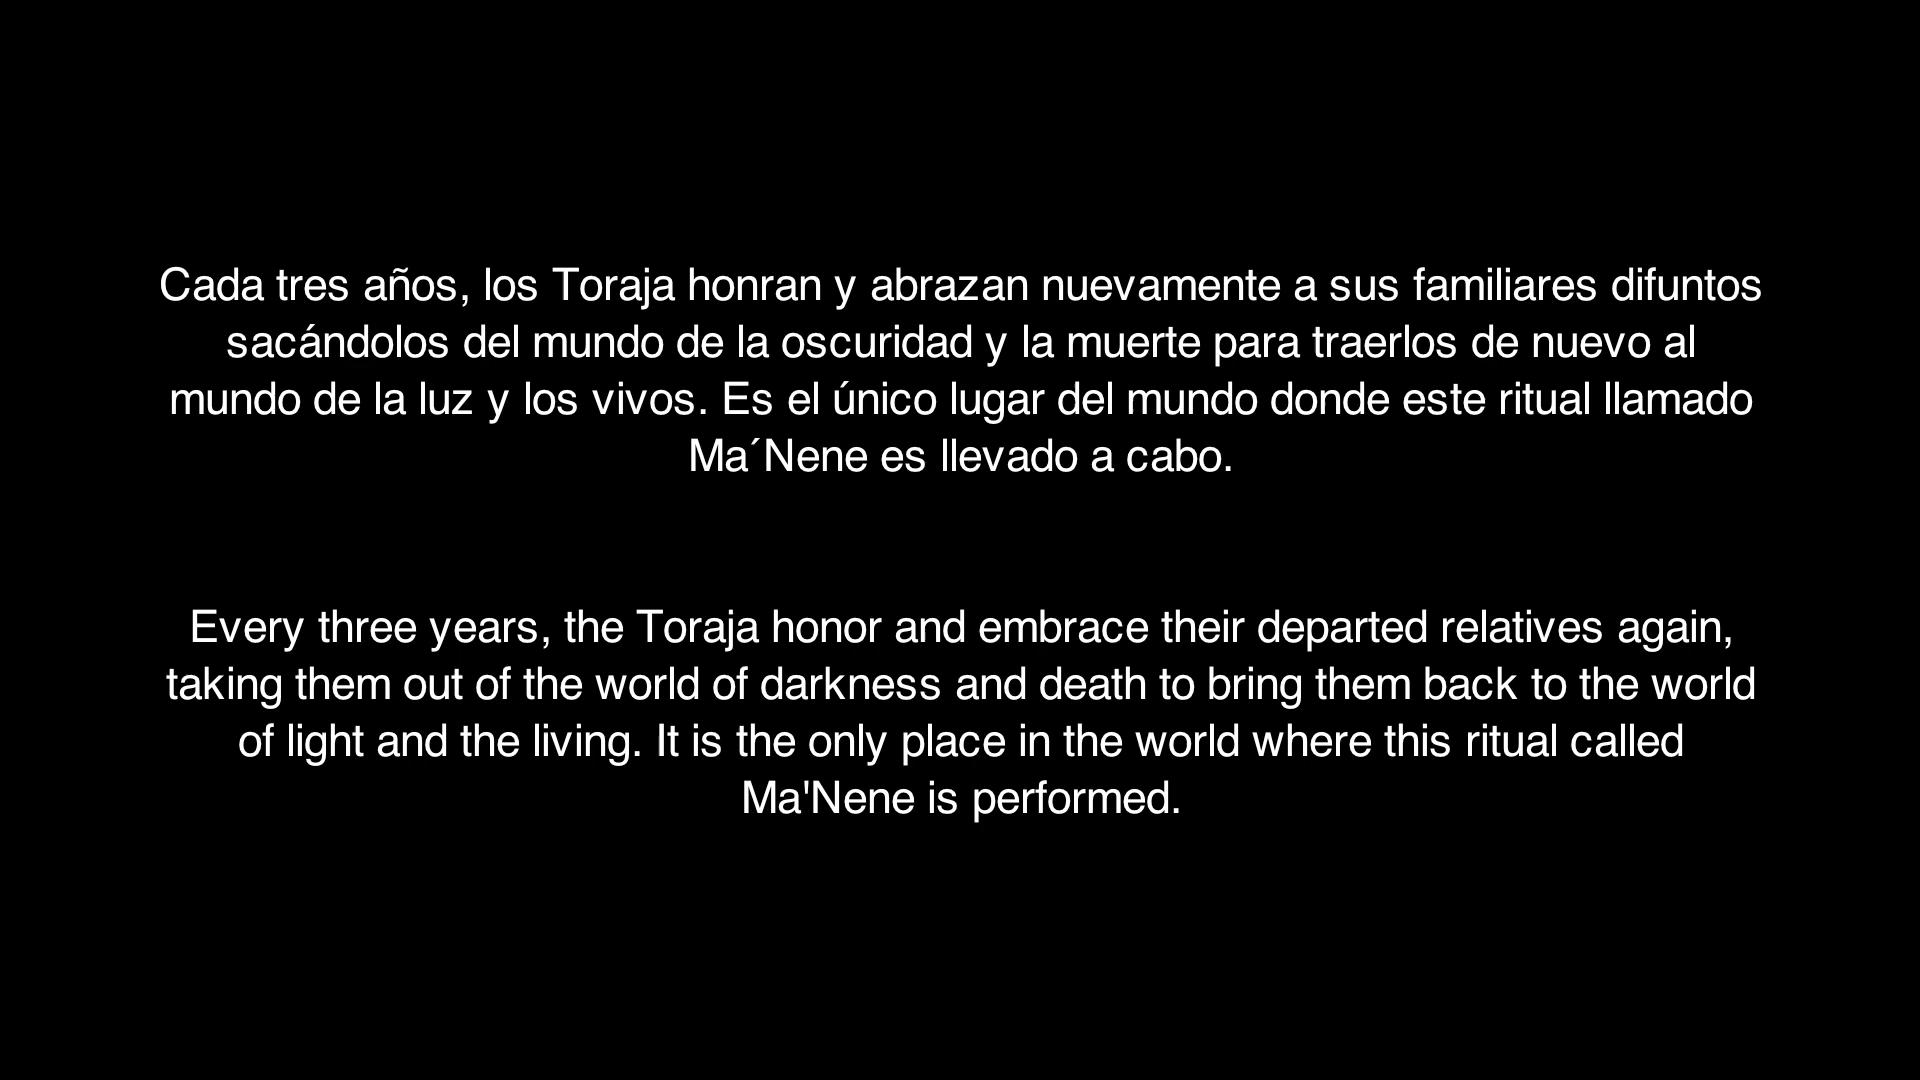 Cada tres años, los Toraja honran y abrazan nuevamente a sus familiares difuntos
sacándolos del mundo de la oscuridad y la muerte para traerlos de nuevo al
mundo de la luz y los vivos. Es el único lugar del mundo donde este ritual llamado
Ma´Nene es llevado a cabo.
Every three years, the Toraja honor and embrace their departed relatives again,
taking them out of the world of darkness and death to bring them back to the world
of light and the living. It is the only place in the world where this ritual called
Ma'Nene is performed.